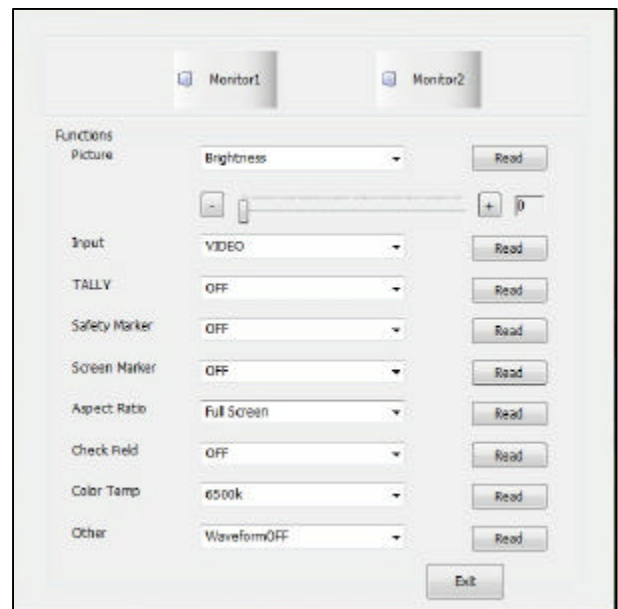 Monitor1 Monitor2
Functions
Picture Brightness Read
- + 0
Input VIDEO Read
TALLY OFF Read
Safety Marker OFF Read
Screen Marker OFF Read
Aspect Ratio Full Screen Read
Check Field OFF Read
Color Temp 6500k Read
Other WaveformOFF Read
Exit